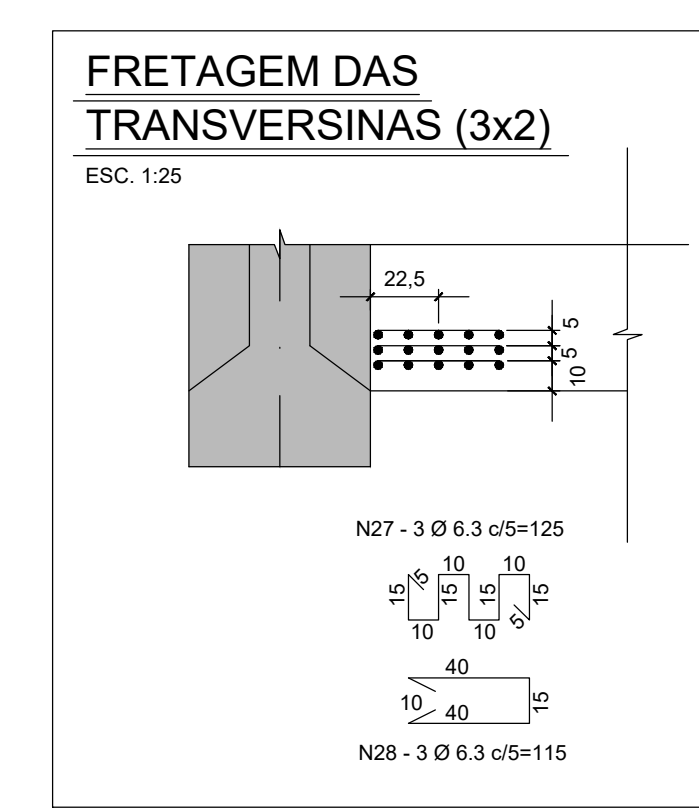 FRETAGEM DAS
TRANSVERSINAS (3x2)
ESC. 1:25
22,5
5
5
10
N27 - 3 Ø 6.3 c/5=125
10 10
15 5 15 15 15
10 10 5
40
10 15
40
N28 - 3 Ø 6.3 c/5=115